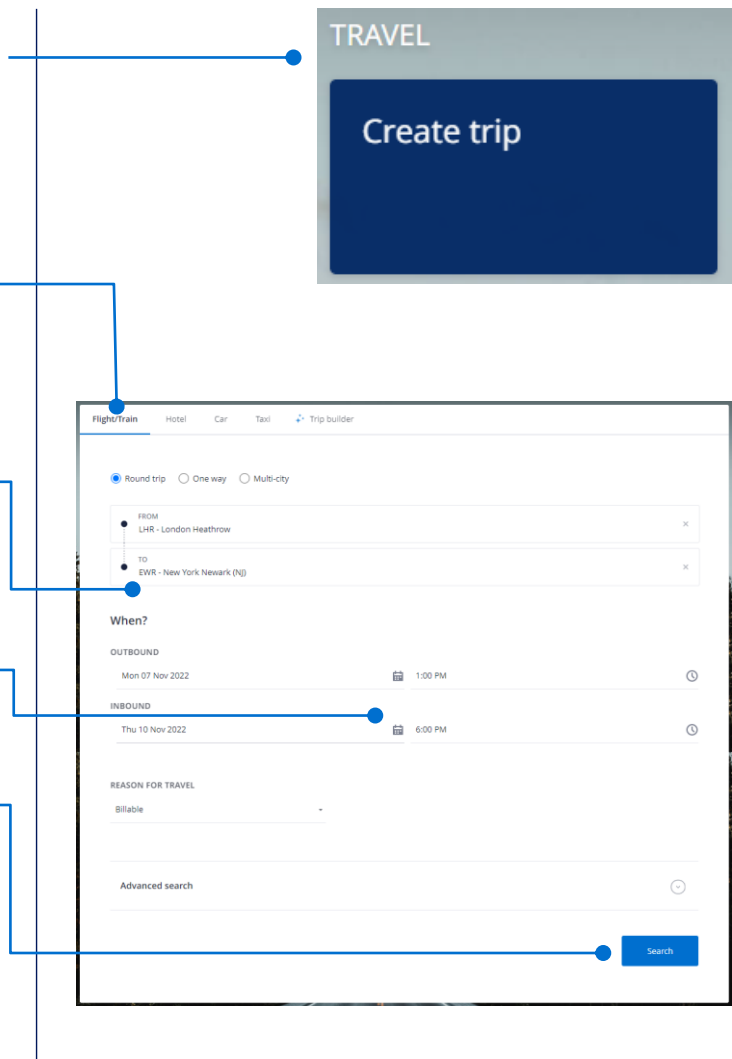 TRAVEL
Create trip
Flight/Train Hotel Car Taxi Trip builder
Round trip One way Multi-city
FROM
LHR - London Heathrow
TO
EWR - New York Newark (NJ)
When?
OUTBOUND
Mon 07 Nov 2022 1:00 PM
INBOUND
Thu 10 Nov 2022 6:00 PM
REASON FOR TRAVEL
Billable
Advanced search
Search